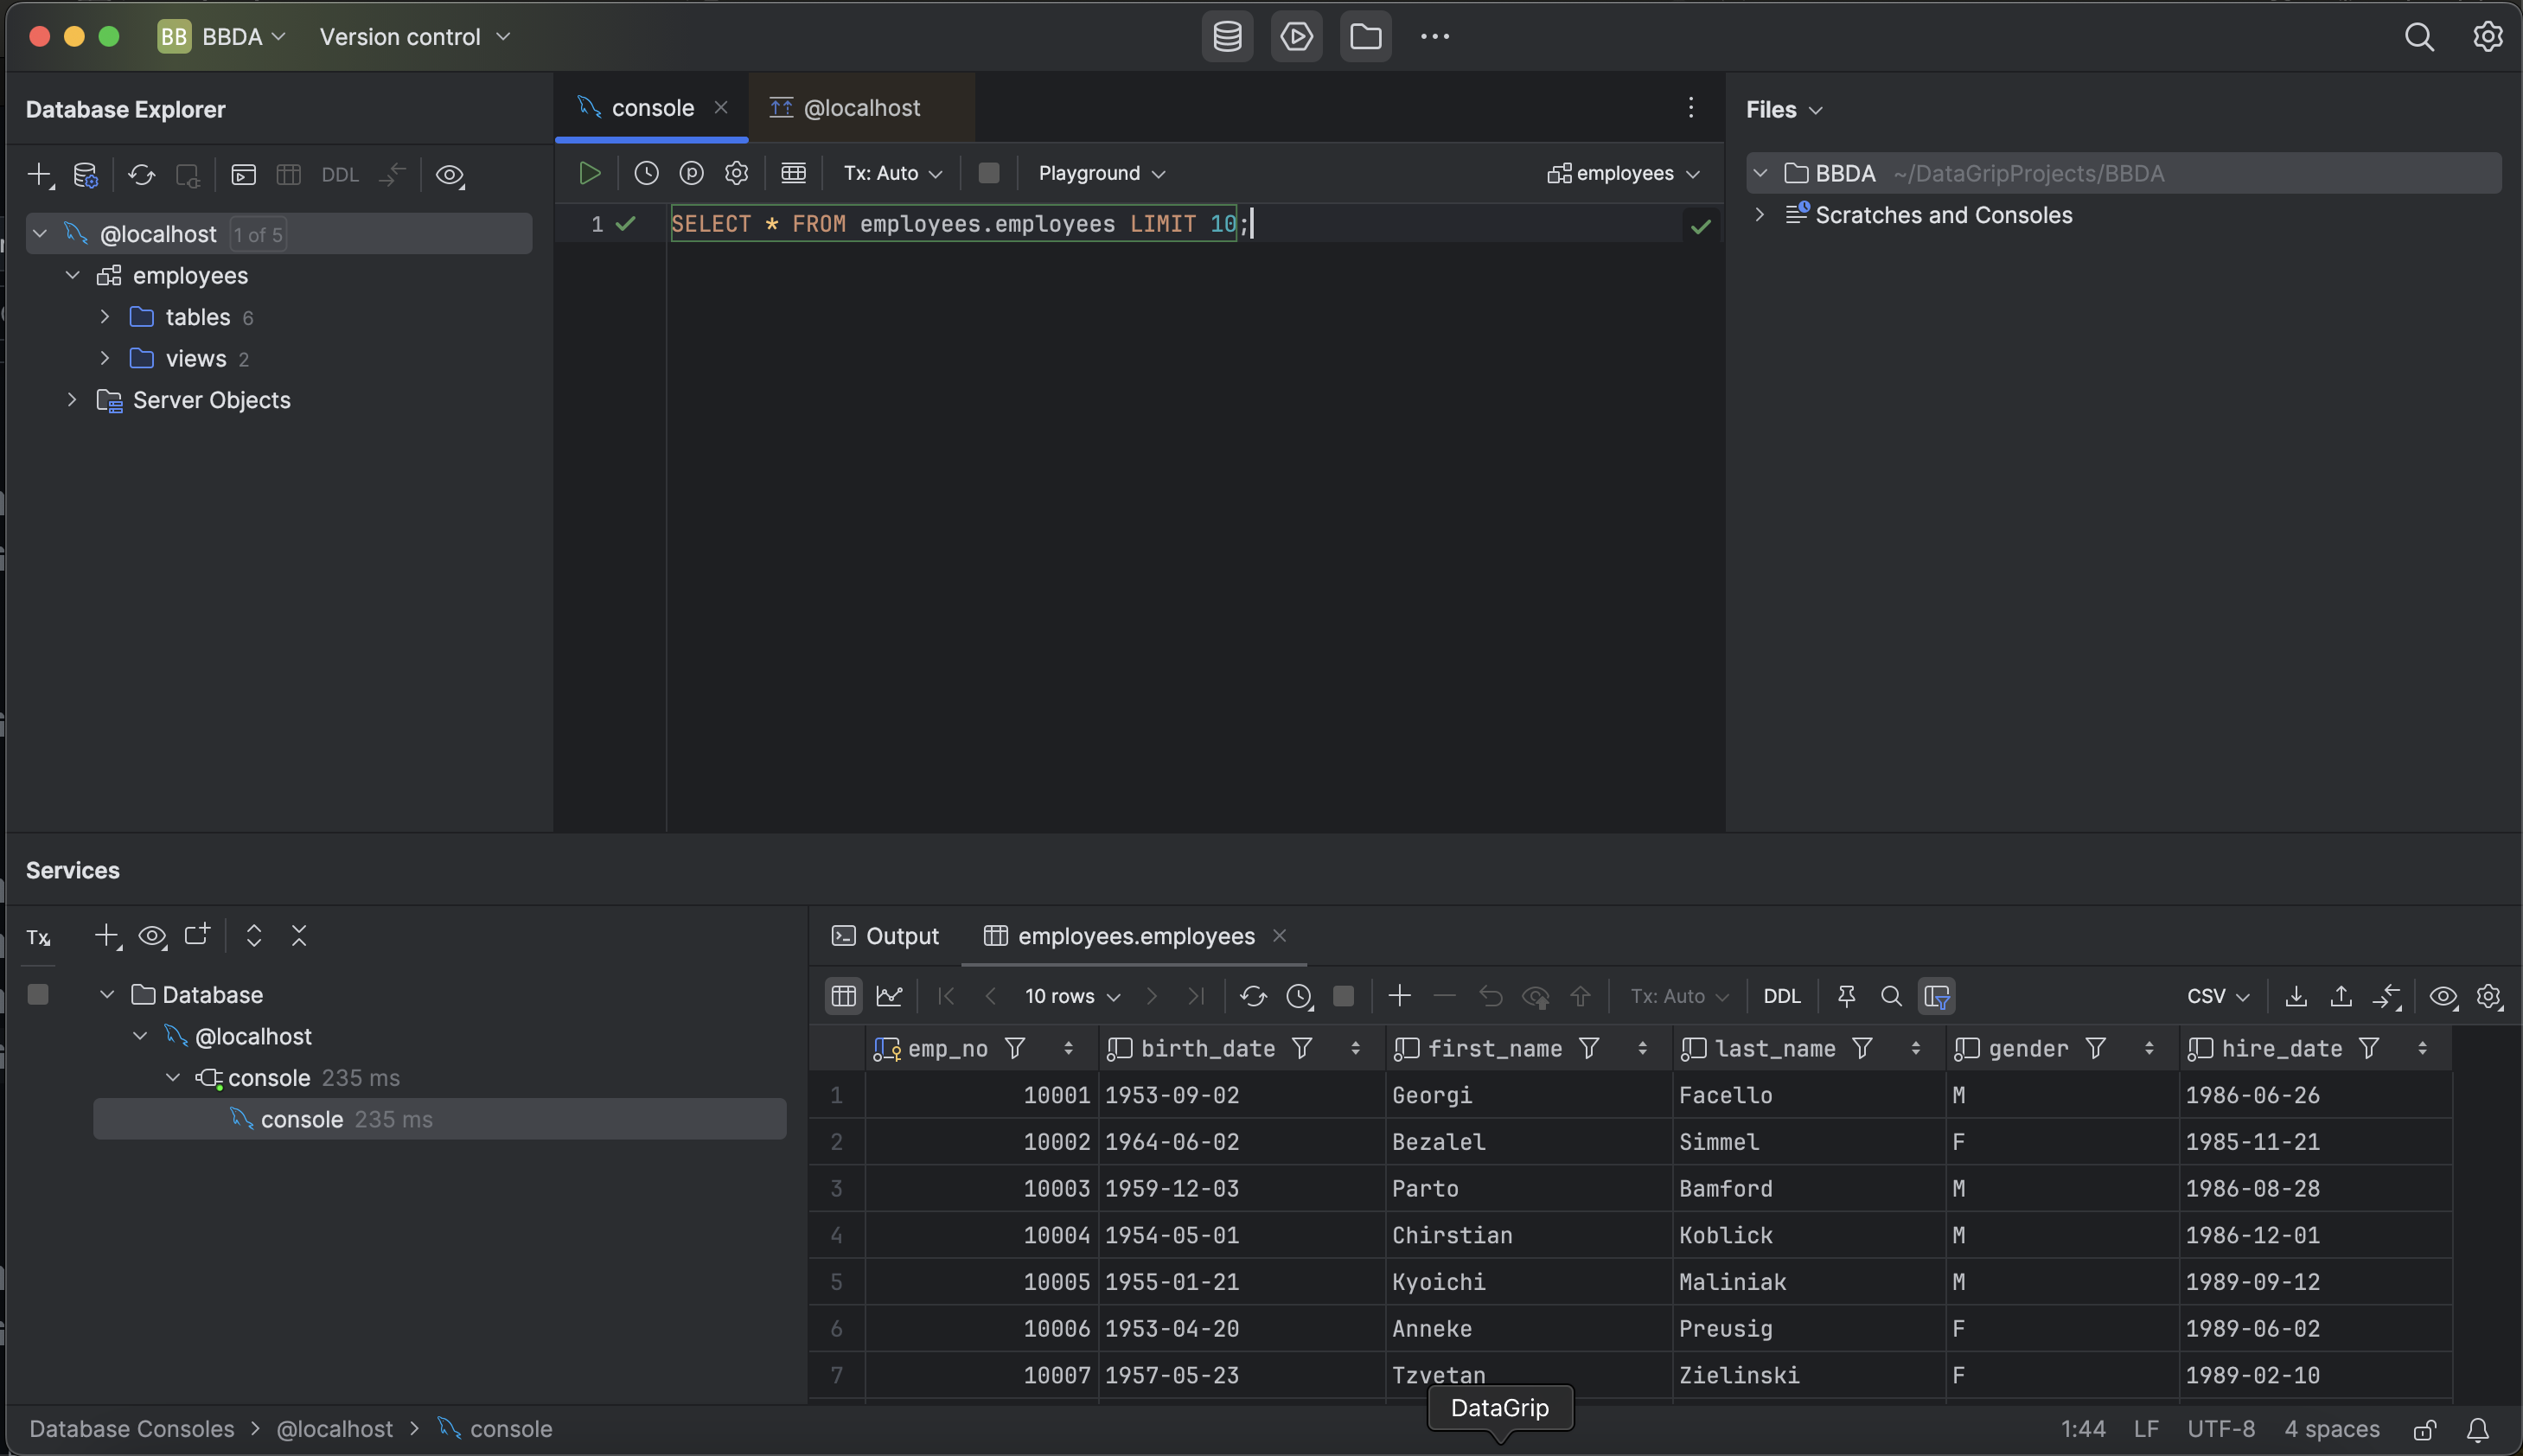 BB BBDA Version control
Database Explorer
console @localhost
Files
DDL
Tx: Auto Playground employees
BBDA ~/DataGripProjects/BBDA
Scratches and Consoles
@localhost 1 of 5
employees
tables 6
views 2
Server Objects
1 SELECT * FROM employees.employees LIMIT 10;
Services
Tx
Database
@localhost
console 235 ms
console 235 ms
Output employees.employees
10 rows Tx: Auto DDL CSV
emp_no birth_date first_name last_name gender hire_date
1 10001 1953-09-02 Georgi Facello M 1986-06-26
2 10002 1964-06-02 Bezalel Simmel F 1985-11-21
3 10003 1959-12-03 Parto Bamford M 1986-08-28
4 10004 1954-05-01 Chirstian Koblick M 1986-12-01
5 10005 1955-01-21 Kyoichi Maliniak M 1989-09-12
6 10006 1953-04-20 Anneke Preusig F 1989-06-02
7 10007 1957-05-23 Tzvetan Zielinski F 1989-02-10
DataGrip
Database Consoles > @localhost > console
1:44 LF UTF-8 4 spaces